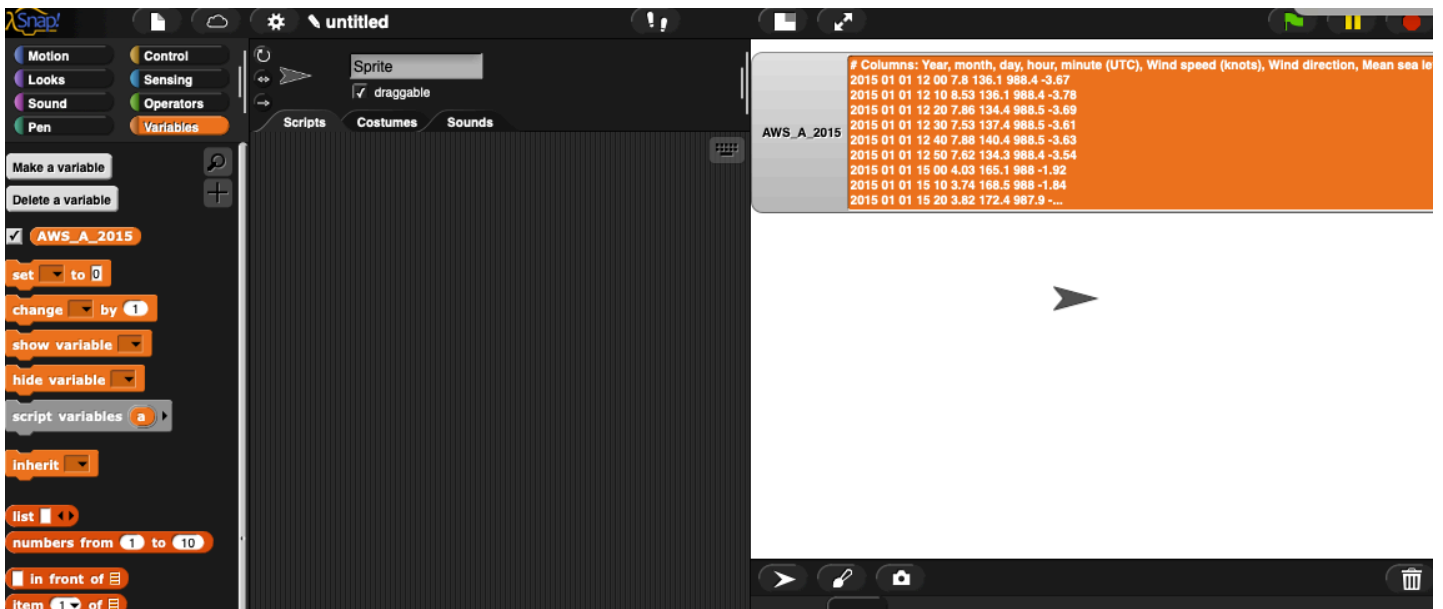 λSnap!
untitled
Motion Control
Looks Sensing
Sound Operators
Pen Variables
Make a variable
Delete a variable
AWS_A_2015
set to 0
change by 1
show variable
hide variable
script variables a
inherit
list
numbers from 1 to 10
in front of
item 1 of
Sprite
draggable
Scripts Costumes Sounds
AWS_A_2015
# Columns: Year, month, day, hour, minute (UTC), Wind speed (knots), Wind direction, Mean sea le
2015 01 01 12 00 7.8 136.1 988.4 -3.67
2015 01 01 12 10 8.53 136.1 988.4 -3.78
2015 01 01 12 20 7.86 134.4 988.5 -3.69
2015 01 01 12 30 7.53 137.4 988.5 -3.61
2015 01 01 12 40 7.88 140.4 988.5 -3.63
2015 01 01 12 50 7.62 134.3 988.4 -3.54
2015 01 01 15 00 4.03 165.1 988 -1.92
2015 01 01 15 10 3.74 168.5 988 -1.84
2015 01 01 15 20 3.82 172.4 987.9 -...